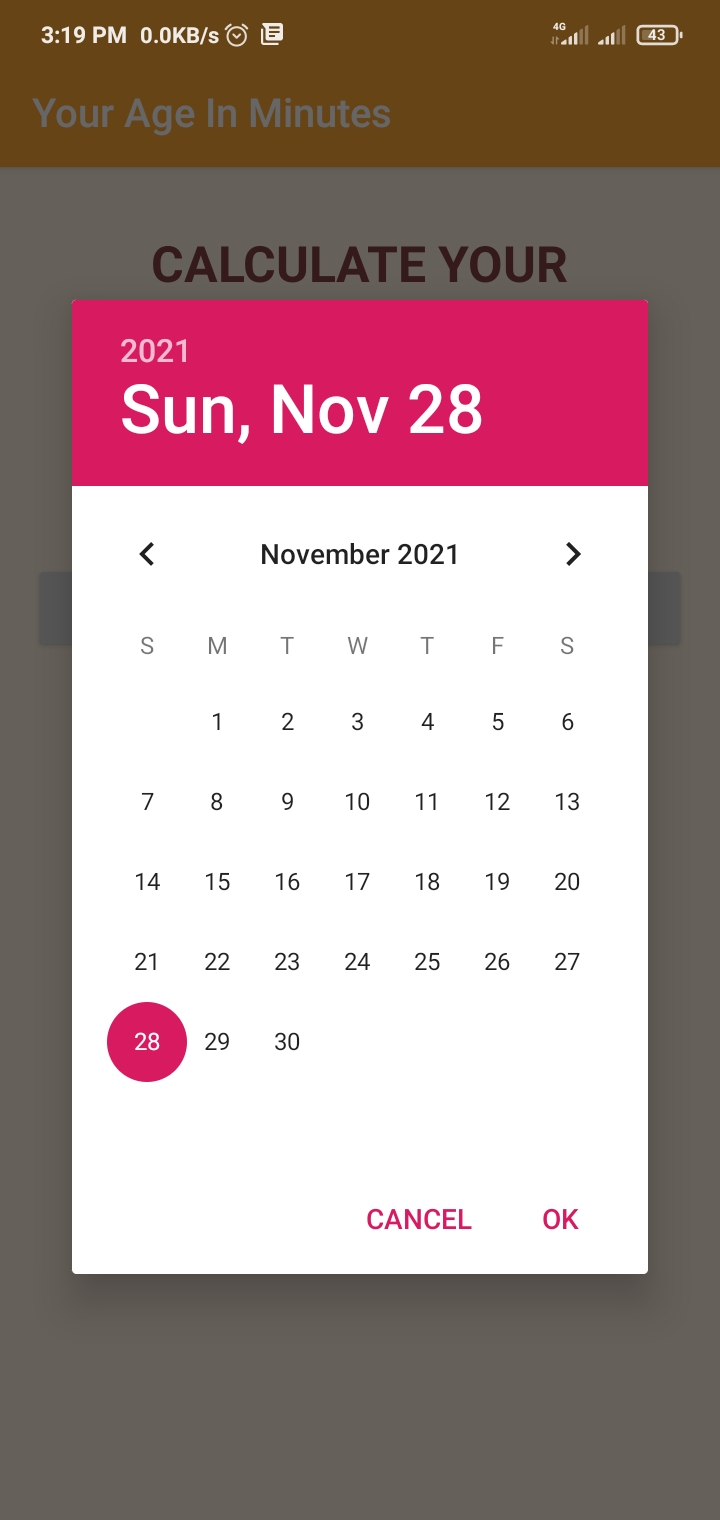 3:19 PM 0.0KB/s 4G 43
Your Age In Minutes
CALCULATE YOUR
2021
Sun, Nov 28
November 2021
S M T W T F S
1 2 3 4 5 6
7 8 9 10 11 12 13
14 15 16 17 18 19 20
21 22 23 24 25 26 27
28 29 30
CANCEL OK